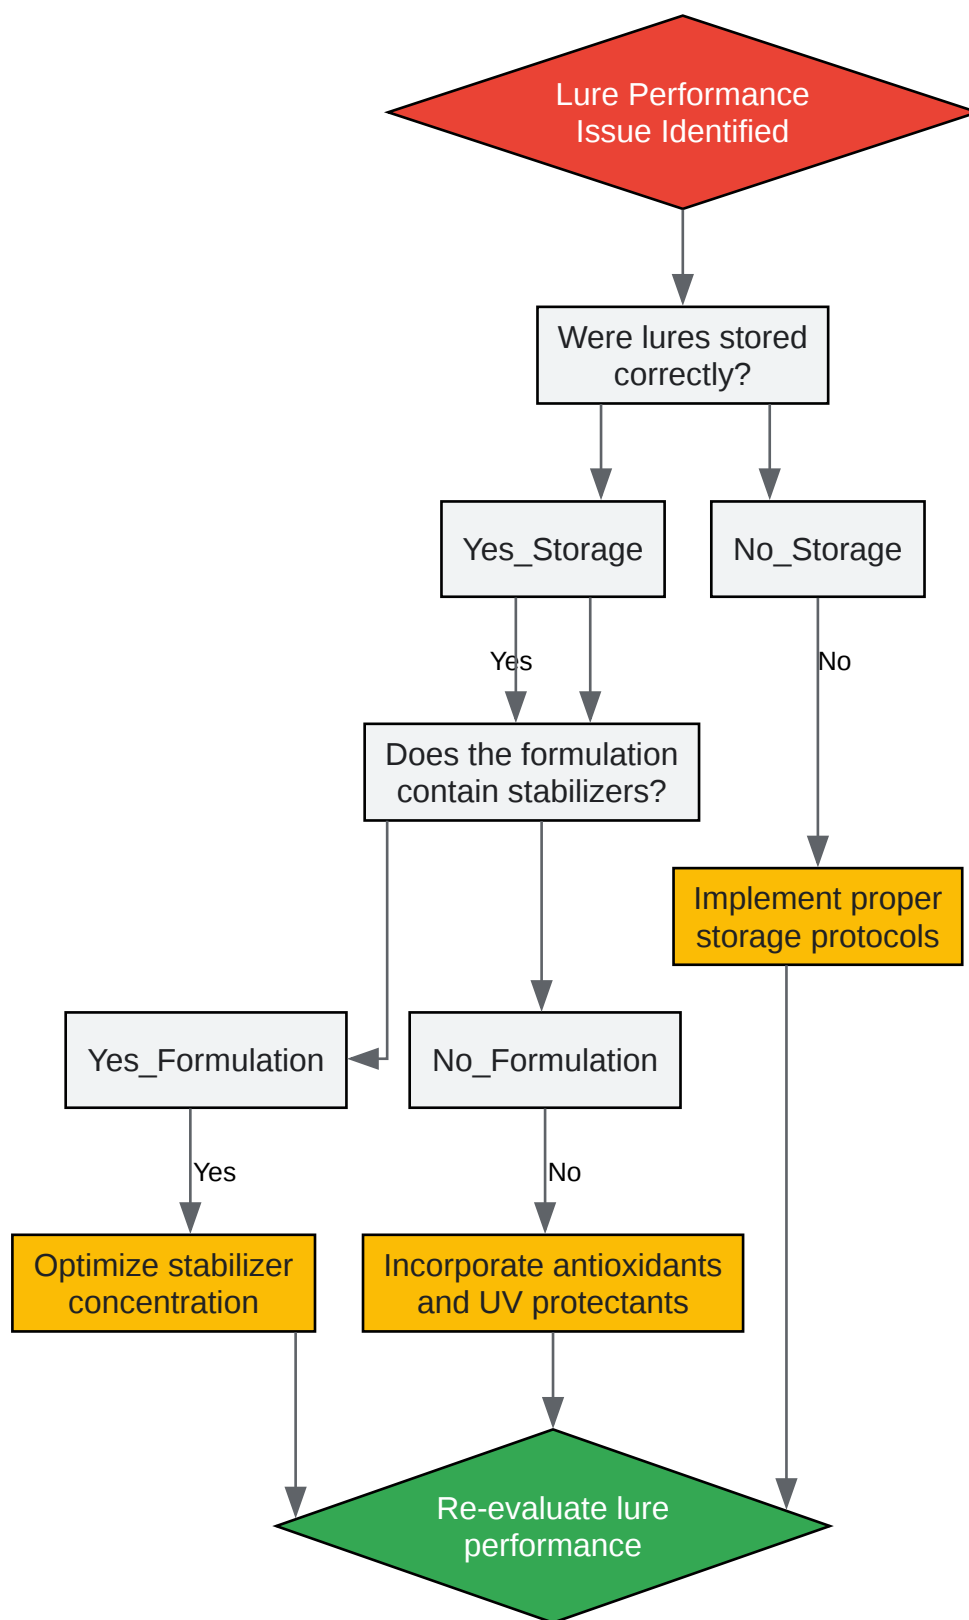 Lure Performance
Issue Identified
Were lures stored
correctly?
Yes_Storage
No_Storage
Yes
No
Does the formulation
contain stabilizers?
Implement proper
storage protocols
Yes_Formulation
No_Formulation
Yes
No
Optimize stabilizer
concentration
Incorporate antioxidants
and UV protectants
Re-evaluate lure
performance